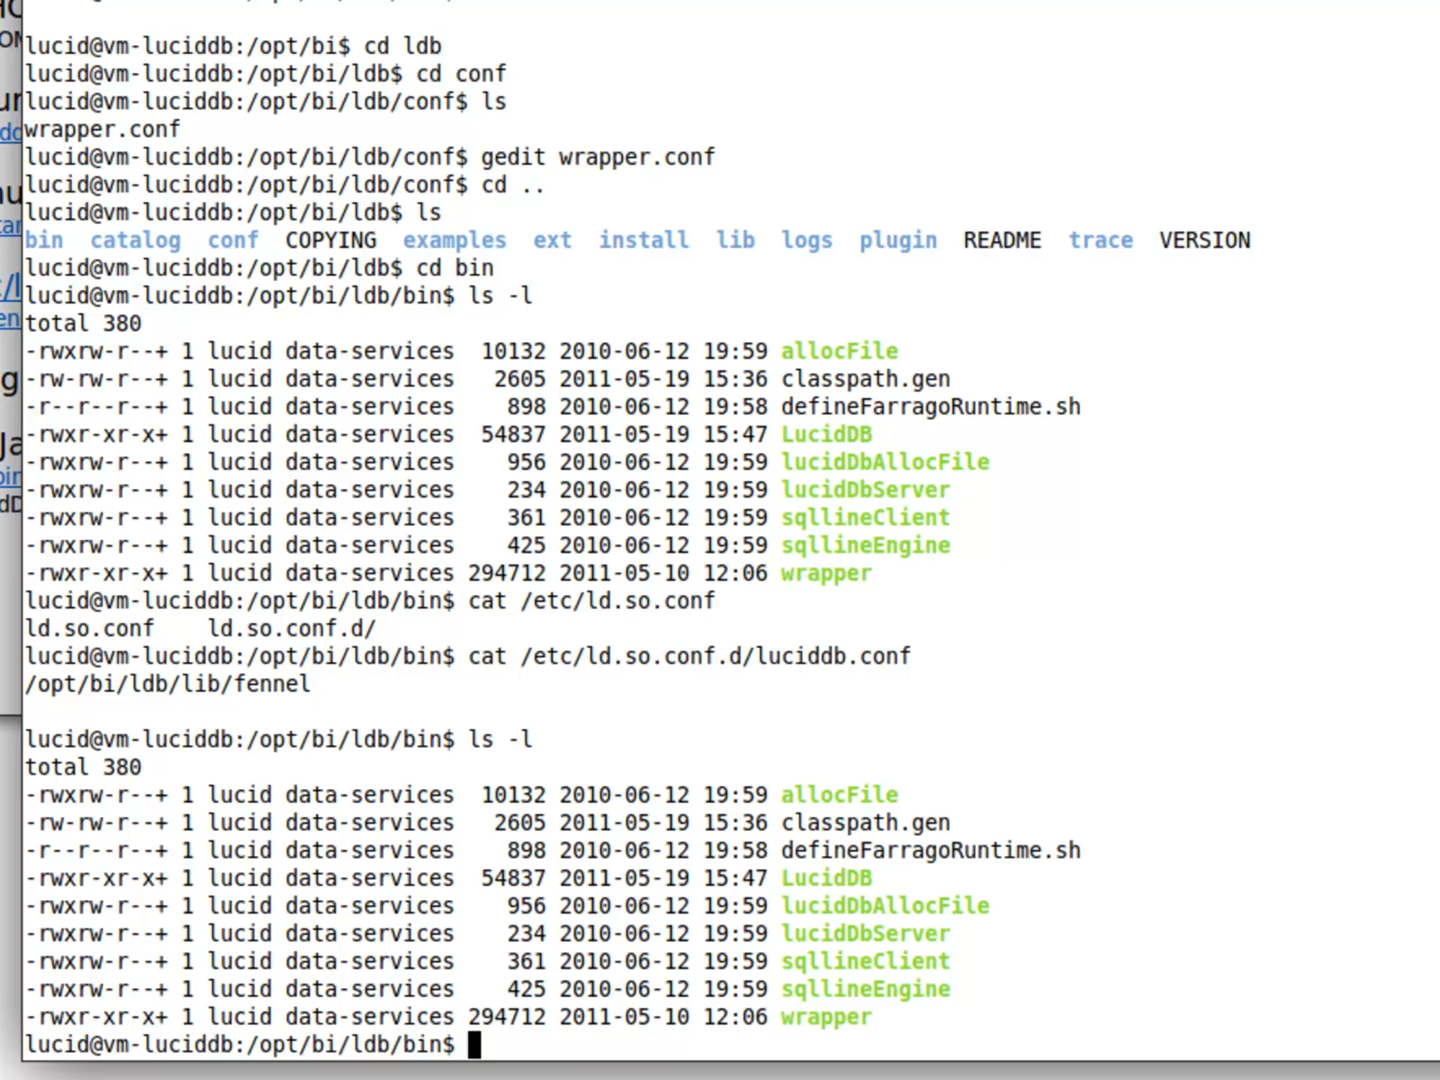 lucid@vm-luciddb:/opt/bi$ cd ldb
lucid@vm-luciddb:/opt/bi/ldb$ cd conf
lucid@vm-luciddb:/opt/bi/ldb/conf$ ls
wrapper.conf
lucid@vm-luciddb:/opt/bi/ldb/conf$ gedit wrapper.conf
lucid@vm-luciddb:/opt/bi/ldb/conf$ cd ..
lucid@vm-luciddb:/opt/bi/ldb$ ls
bin catalog conf COPYING examples ext install lib logs plugin README trace VERSION
lucid@vm-luciddb:/opt/bi/ldb$ cd bin
lucid@vm-luciddb:/opt/bi/ldb/bin$ ls -l
total 380
-rwxrw-r--+ 1 lucid data-services 10132 2010-06-12 19:59 allocFile
-rw-rw-r--+ 1 lucid data-services 2605 2011-05-19 15:36 classpath.gen
-r--r--r--+ 1 lucid data-services 898 2010-06-12 19:58 defineFarragoRuntime.sh
-rwxr-xr-x+ 1 lucid data-services 54837 2011-05-19 15:47 LucidDB
-rwxrw-r--+ 1 lucid data-services 956 2010-06-12 19:59 lucidDbAllocFile
-rwxrw-r--+ 1 lucid data-services 234 2010-06-12 19:59 lucidDbServer
-rwxrw-r--+ 1 lucid data-services 361 2010-06-12 19:59 sqllineClient
-rwxrw-r--+ 1 lucid data-services 425 2010-06-12 19:59 sqllineEngine
-rwxr-xr-x+ 1 lucid data-services 294712 2011-05-10 12:06 wrapper
lucid@vm-luciddb:/opt/bi/ldb/bin$ cat /etc/ld.so.conf
ld.so.conf ld.so.conf.d/
lucid@vm-luciddb:/opt/bi/ldb/bin$ cat /etc/ld.so.conf.d/luciddb.conf
/opt/bi/ldb/lib/fennel
lucid@vm-luciddb:/opt/bi/ldb/bin$ ls -l
total 380
-rwxrw-r--+ 1 lucid data-services 10132 2010-06-12 19:59 allocFile
-rw-rw-r--+ 1 lucid data-services 2605 2011-05-19 15:36 classpath.gen
-r--r--r--+ 1 lucid data-services 898 2010-06-12 19:58 defineFarragoRuntime.sh
-rwxr-xr-x+ 1 lucid data-services 54837 2011-05-19 15:47 LucidDB
-rwxrw-r--+ 1 lucid data-services 956 2010-06-12 19:59 lucidDbAllocFile
-rwxrw-r--+ 1 lucid data-services 234 2010-06-12 19:59 lucidDbServer
-rwxrw-r--+ 1 lucid data-services 361 2010-06-12 19:59 sqllineClient
-rwxrw-r--+ 1 lucid data-services 425 2010-06-12 19:59 sqllineEngine
-rwxr-xr-x+ 1 lucid data-services 294712 2011-05-10 12:06 wrapper
lucid@vm-luciddb:/opt/bi/ldb/bin$